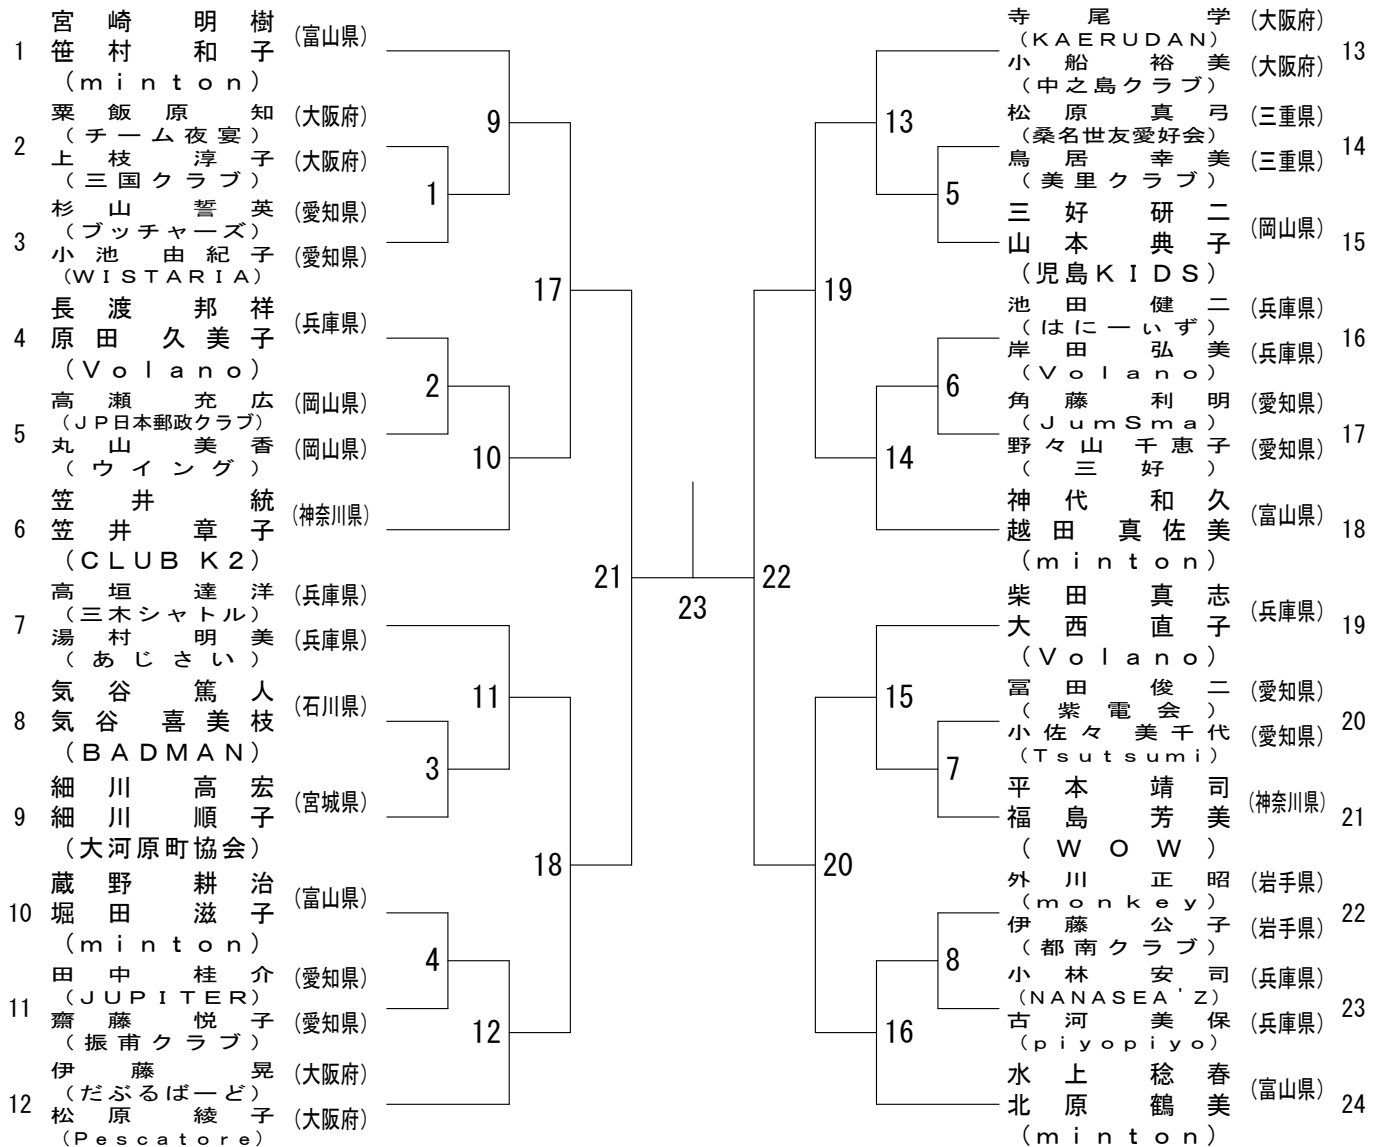 宮崎 明樹 (富山県)
1 笹村 和子
(minton)
粟飯原 知 (大阪府)
(チーム夜宴)
2
上枝 淳子 (大阪府)
(三国クラブ)
杉山 誓英 (愛知県)
(ブッチャーズ)
3
小池 由紀子 (愛知県)
(WISTARIA)
長渡 邦祥 (兵庫県)
4 原田 久美子
(Volano)
高瀬 充広 (岡山県)
(JP日本郵政クラブ)
5
丸山 美香 (岡山県)
(ウイング)
笠井 統 (神奈川県)
6 笠井 章子
(CLUB K2)
高垣 達洋 (兵庫県)
(三木シャトル)
7
湯村 明美 (兵庫県)
(あじさい)
気谷 篤人 (石川県)
8 気谷 喜美枝
(BADMAN)
細川 高宏 (宮城県)
9 細川 順子
(大河原町協会)
蔵野 耕治 (富山県)
10 堀田 滋子
(minton)
田中 桂介 (愛知県)
(JUPITER)
11
齋藤 悦子 (愛知県)
(振甫クラブ)
伊藤 晃 (大阪府)
(だぶるばーど)
12
松原 綾子 (大阪府)
(Pescatore)
9
1
17
2
10
21
11
3
18
4
12
23
22
13
5
19
6
14
15
7
20
8
16
寺尾 学 (大阪府)
(KAERUDAN)
13
小船 裕美 (大阪府)
(中之島クラブ)
松原 真弓 (三重県)
(桑名世友愛好会)
14
鳥居 幸美 (三重県)
(美里クラブ)
三好 研二 (岡山県)
山本 典子 15
(児島KIDS)
池田 健二 (兵庫県)
(はにーぃず)
16
岸田 弘美 (兵庫県)
(Volano)
角藤 利明 (愛知県)
(JumSma)
17
野々山 千恵子 (愛知県)
(三好)
神代 和久 (富山県)
越田 真佐美 18
(minton)
柴田 真志 (兵庫県)
大西 直子 19
(Volano)
冨田 俊二 (愛知県)
(紫電会)
20
小佐々 美千代 (愛知県)
(Tsutsumi)
平本 靖司 (神奈川県)
福島 芳美 21
(WOW)
外川 正昭 (岩手県)
(monkey)
22
伊藤 公子 (岩手県)
(都南クラブ)
小林 安司 (兵庫県)
(NANASEA'Z)
23
古河 美保 (兵庫県)
(piyopiyo)
水上 稔春 (富山県)
北原 鶴美 24
(minton)